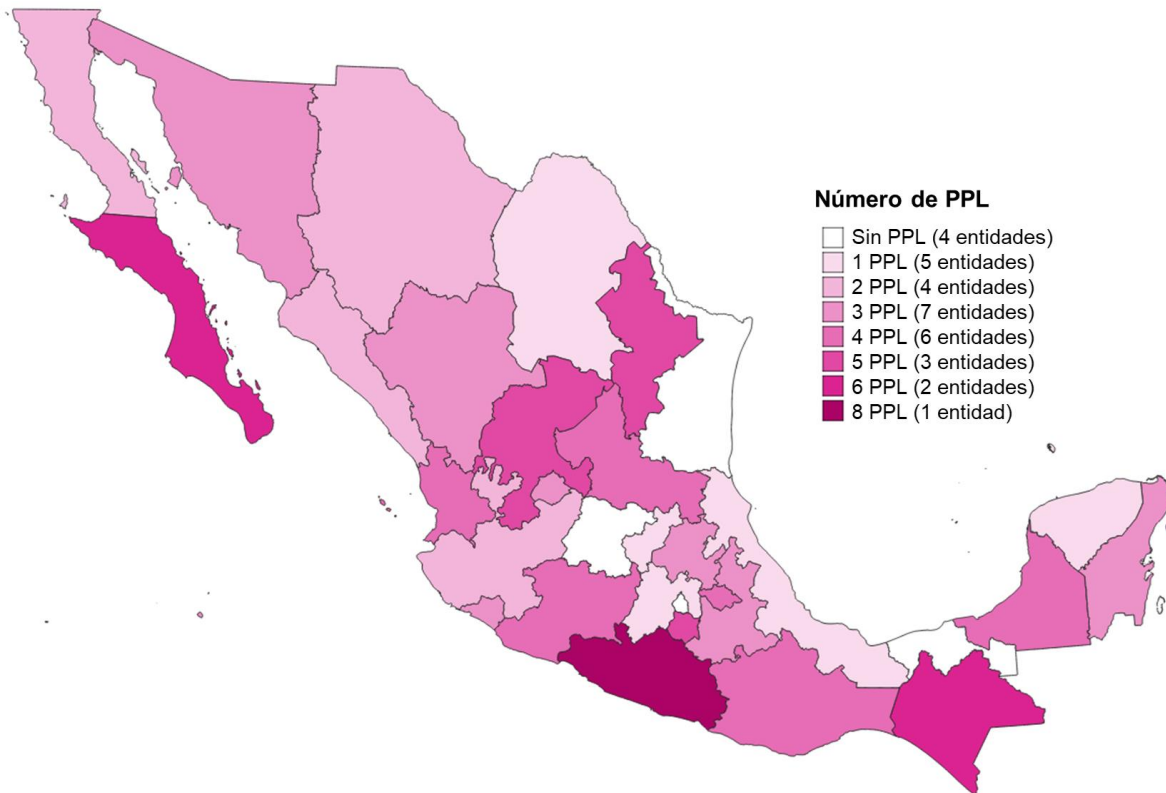 Número de PPL
Sin PPL (4 entidades)
1 PPL (5 entidades)
2 PPL (4 entidades)
3 PPL (7 entidades)
4 PPL (6 entidades)
5 PPL (3 entidades)
6 PPL (2 entidades)
8 PPL (1 entidad)